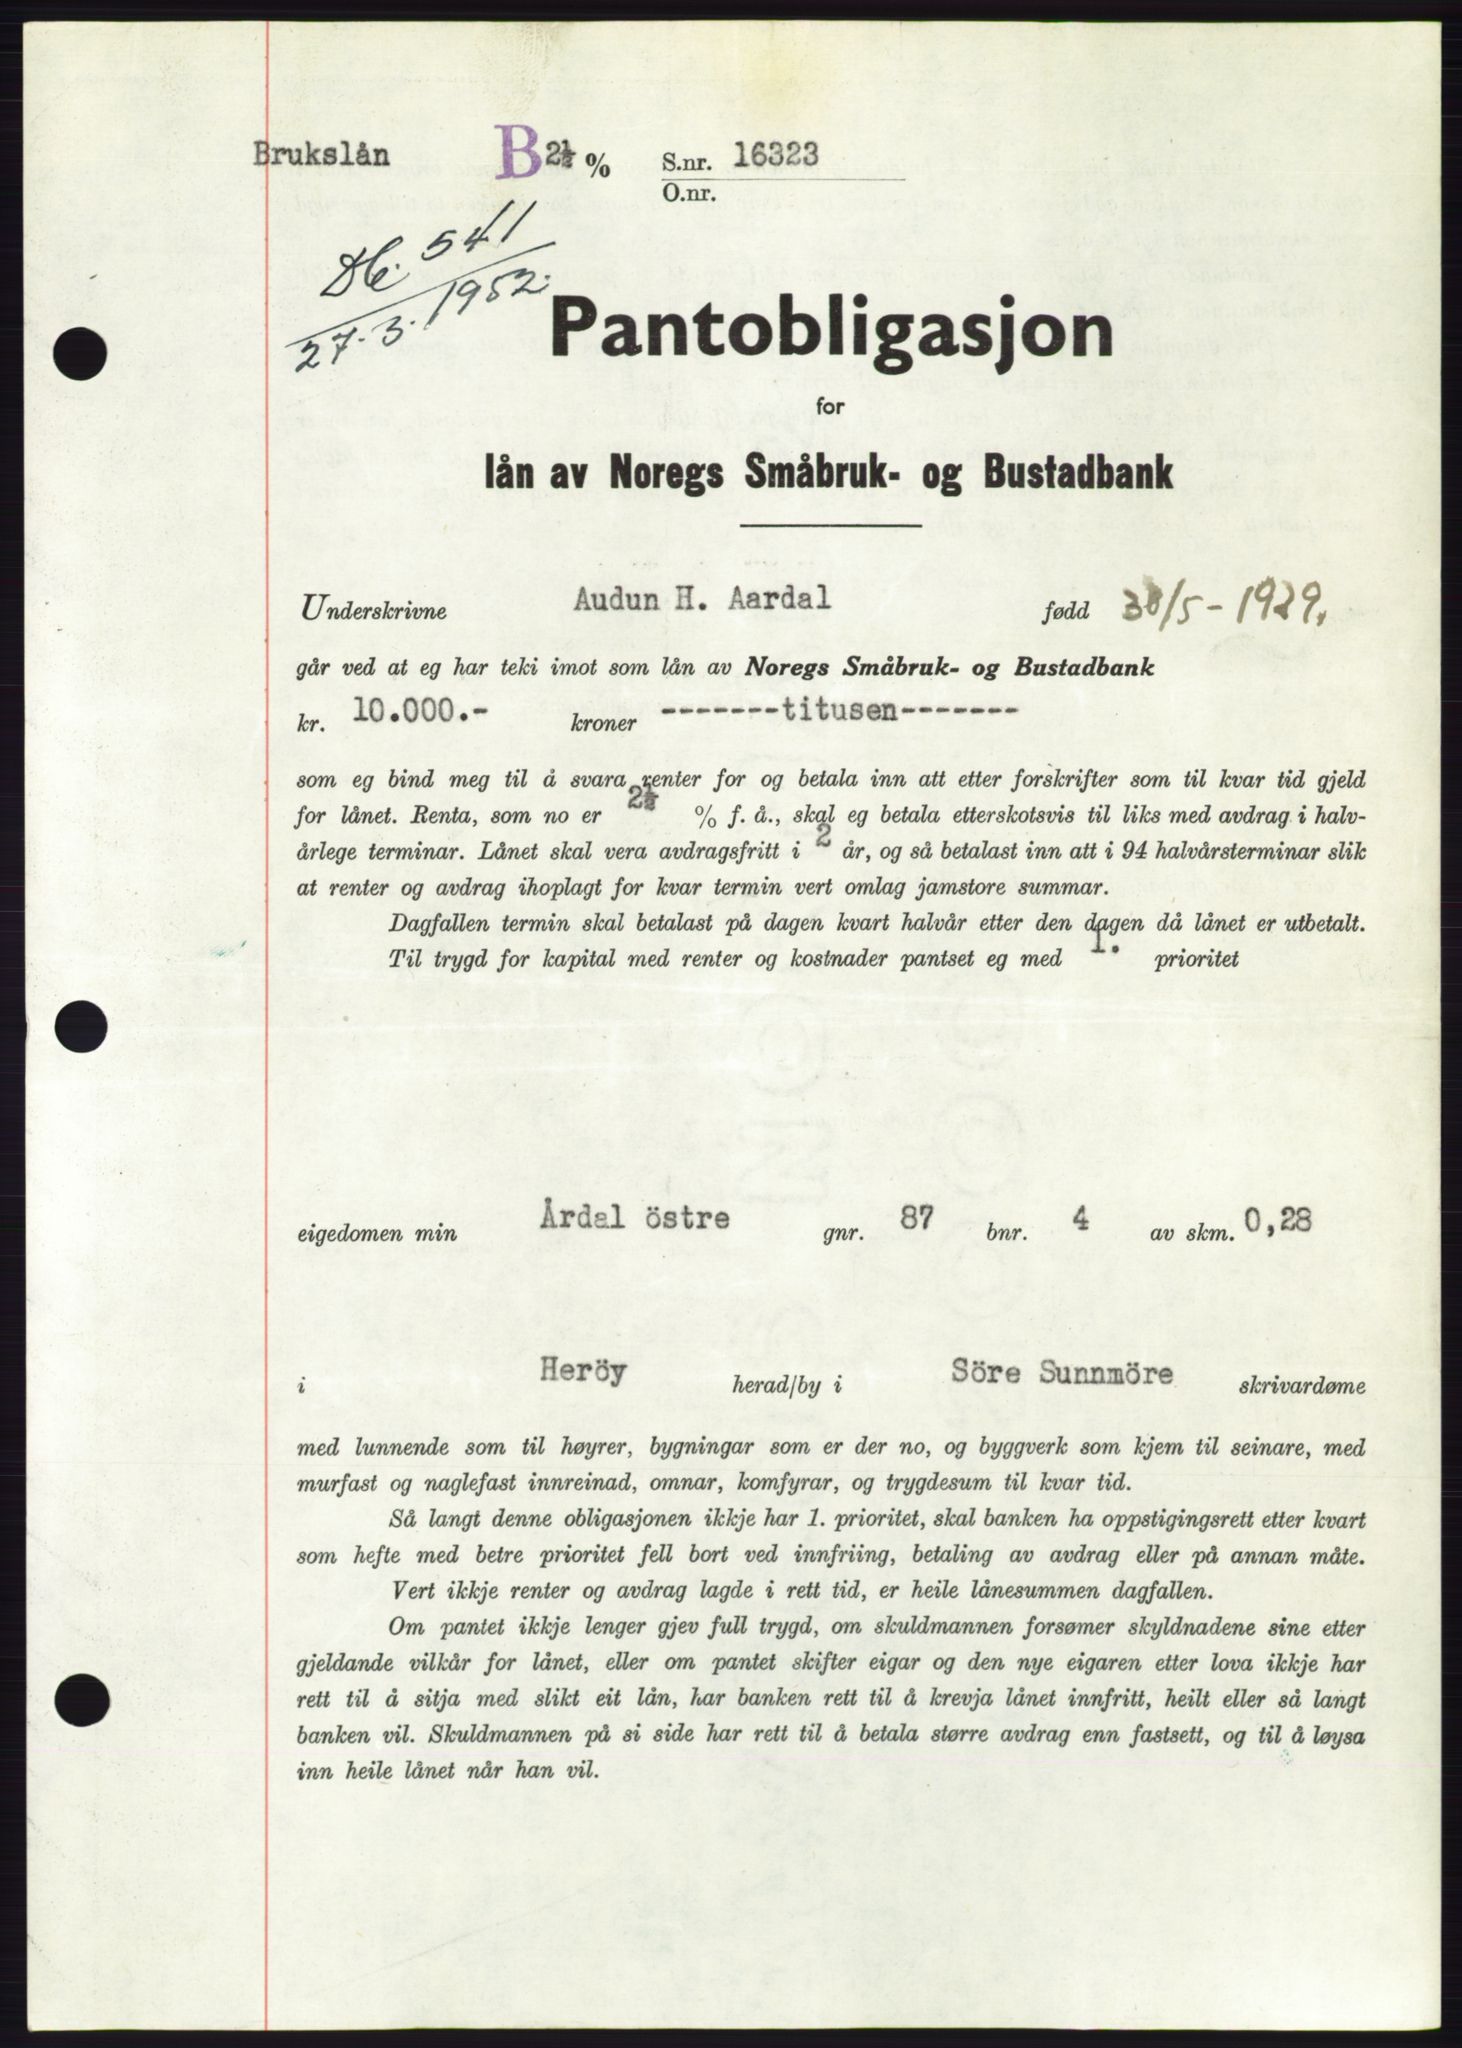 Brukslån B 2½ % S.nr. 16323
O.nr.
541
27.3. 1952.
Pantobligasjon
for
lån av Noregs Småbruk- og Bustadbank
Underskrivne Audun H. Aardal fødd 30/5-1929.
går ved at eg har teki imot som lån av Noregs Småbruk- og Bustadbank
kr. 10.000.- kroner -------titusen-------
som eg bind meg til å svara renter for og betala inn att etter forskrifter som til kvar tid gjeld
for lånet. Renta, som no er 2½ % f. å., skal eg betala etterskotsvis til liks med avdrag i halv-
årlege terminar. Lånet skal vera avdragsfritt i 2 år, og så betalast inn att i 94 halvårsterminar slik
at renter og avdrag ihoplagt for kvar termin vert omlag jamstore summar.
Dagfallen termin skal betalast på dagen kvart halvår etter den dagen då lånet er utbetalt.
Til trygd for kapital med renter og kostnader pantset eg med 1. prioritet
eigedomen min Årdal östre gnr. 87 bnr. 4 av skm. 0,28
i Heröy herad/by i Söre Sunnmöre skrivardøme
med lunnende som til høyrer, bygningar som er der no, og byggverk som kjem til seinare, med
murfast og naglefast innreinad, omnar, komfyrar, og trygdesum til kvar tid.
Så langt denne obligasjonen ikkje har 1. prioritet, skal banken ha oppstigingsrett etter kvart
som hefte med betre prioritet fell bort ved innfriing, betaling av avdrag eller på annan måte.
Vert ikkje renter og avdrag lagde i rett tid, er heile lånesummen dagfallen.
Om pantet ikkje lenger gjev full trygd, om skuldmannen forsømer skyldnadene sine etter
gjeldande vilkår for lånet, eller om pantet skifter eigar og den nye eigaren etter lova ikkje har
rett til å sitja med slikt eit lån, har banken rett til å krevja lånet innfritt, heilt eller så langt
banken vil. Skuldmannen på si side har rett til å betala større avdrag enn fastsett, og til å løysa
inn heile lånet når han vil.